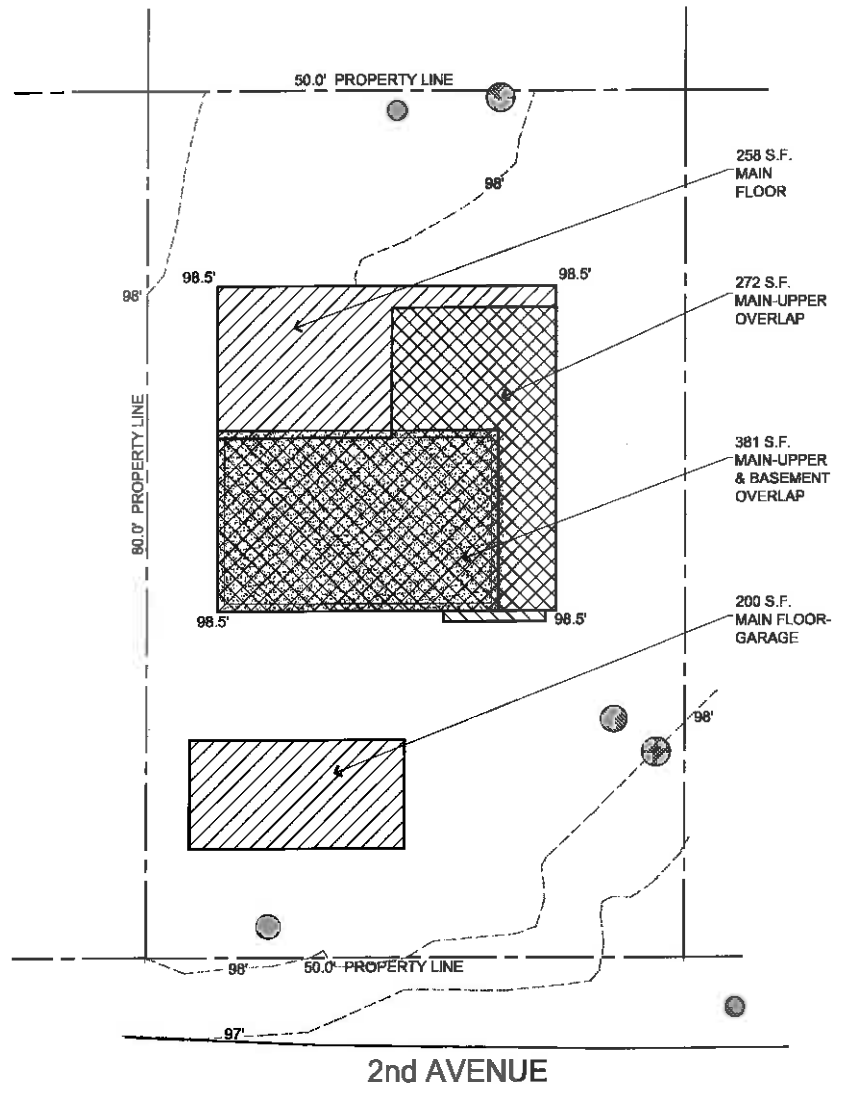 50.0' PROPERTY LINE
258 S.F.
MAIN
FLOOR
98'
98.5'
98.5'
98'
272 S.F.
MAIN-UPPER
OVERLAP
80.0' PROPERTY LINE
381 S.F.
MAIN-UPPER
& BASEMENT
OVERLAP
98.5'
98.5'
200 S.F.
MAIN FLOOR-
GARAGE
98'
98'
50.0' PROPERTY LINE
97'
2nd AVENUE